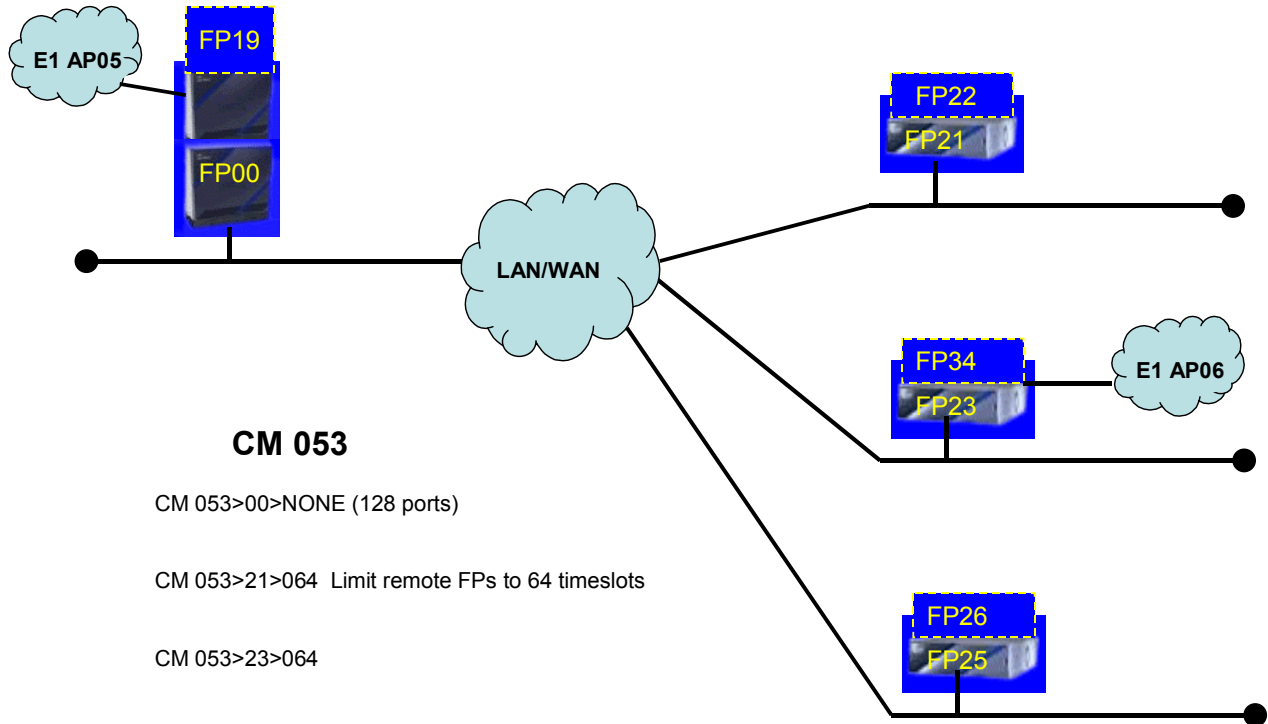 FP19
E1 AP05
FP00
LAN/WAN
FP22
FP21
FP34
FP23
E1 AP06
FP26
FP25
CM 053
CM 053>00>NONE (128 ports)
CM 053>21>064 Limit remote FPs to 64 timeslots
CM 053>23>064